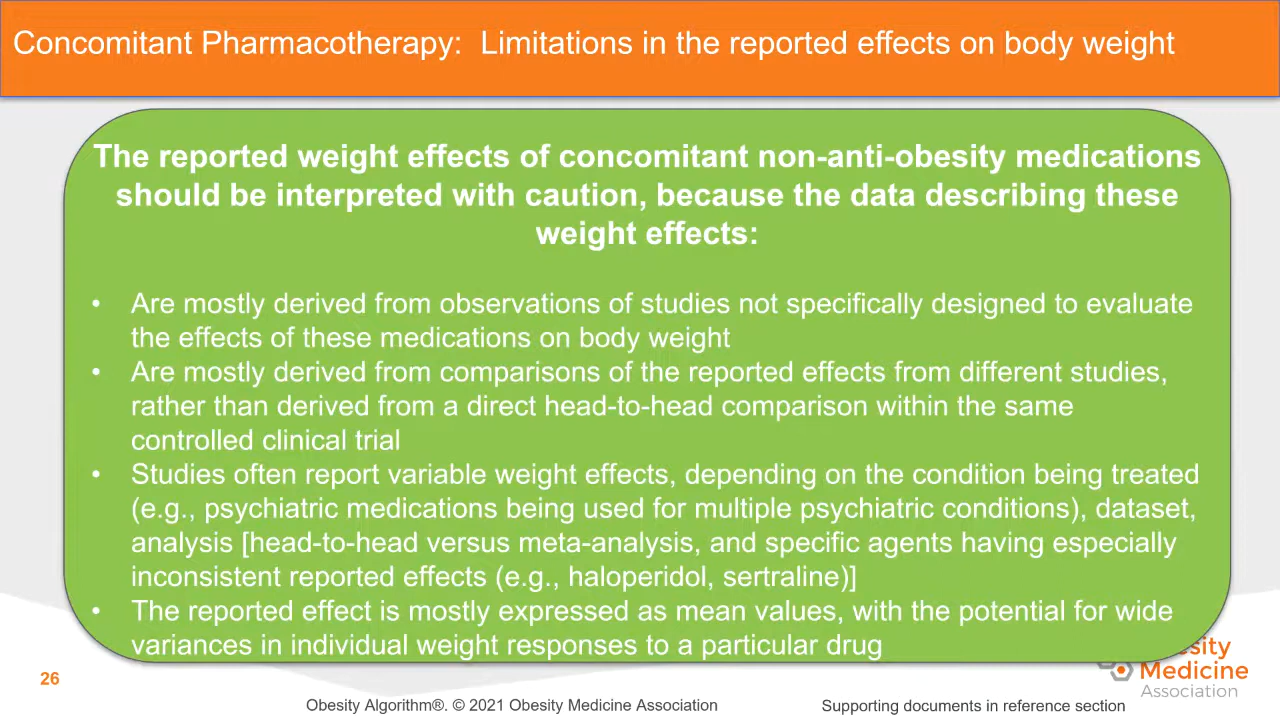 Concomitant Pharmacotherapy:  Limitations in the reported effects on body weight
The reported weight effects of concomitant non-anti-obesity medications
should be interpreted with caution, because the data describing these
weight effects:
• Are mostly derived from observations of studies not specifically designed to evaluate
the effects of these medications on body weight
• Are mostly derived from comparisons of the reported effects from different studies,
rather than derived from a direct head-to-head comparison within the same
controlled clinical trial
• Studies often report variable weight effects, depending on the condition being treated
(e.g., psychiatric medications being used for multiple psychiatric conditions), dataset,
analysis [head-to-head versus meta-analysis, and specific agents having especially
inconsistent reported effects (e.g., haloperidol, sertraline)]
• The reported effect is mostly expressed as mean values, with the potential for wide
variances in individual weight responses to a particular drug
Medicine
Association
26
Obesity Algorithm®. © 2021 Obesity Medicine Association
Supporting documents in reference section